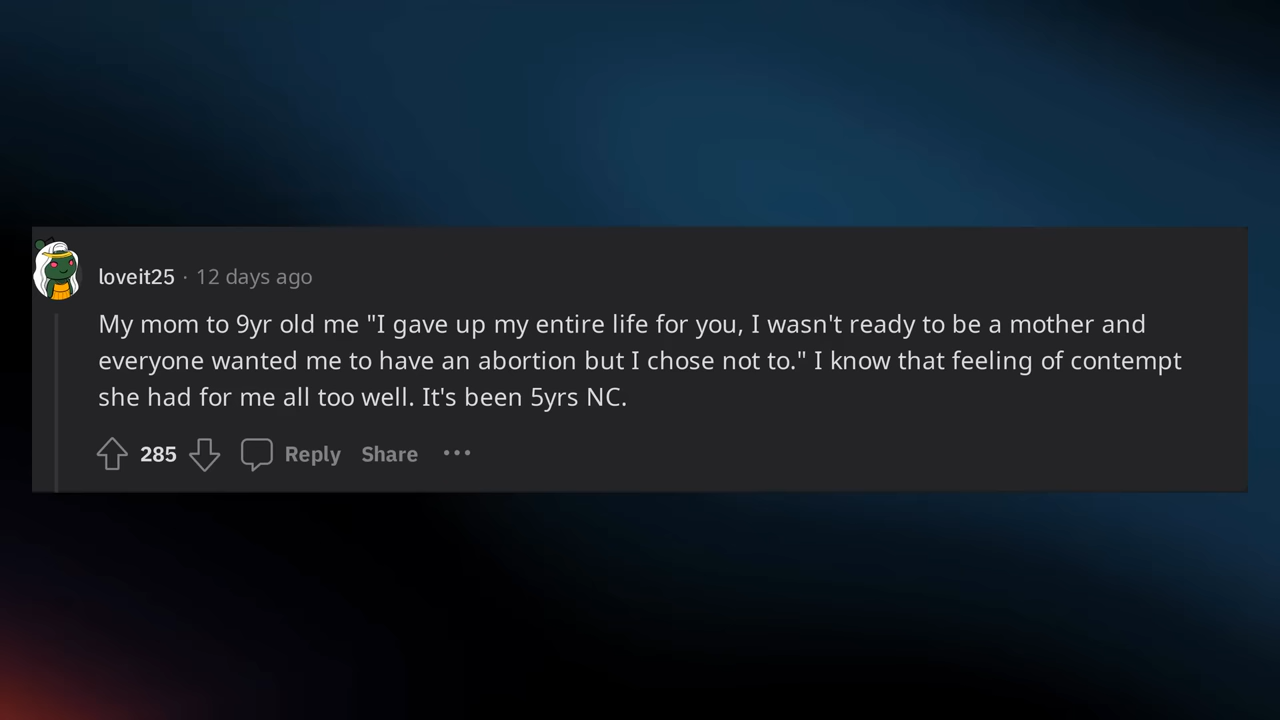 loveit25 · 12 days ago
My mom to 9yr old me "I gave up my entire life for you, I wasn't ready to be a mother and
everyone wanted me to have an abortion but I chose not to." I know that feeling of contempt
she had for me all too well. It's been 5yrs NC.
285 Reply Share ···